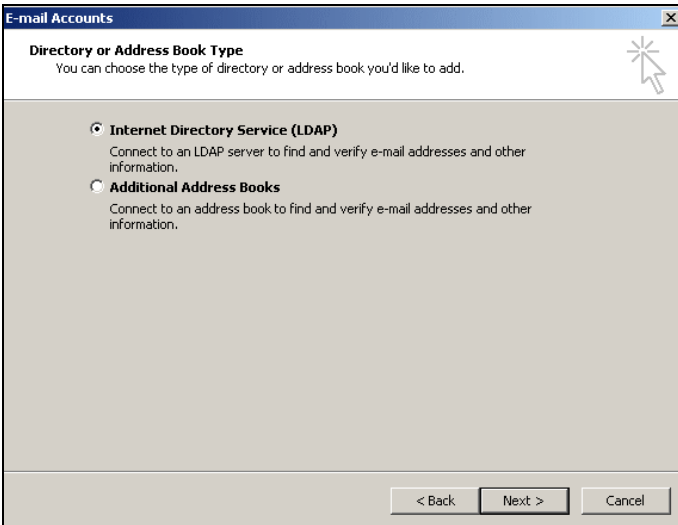 E-mail Accounts
Directory or Address Book Type
You can choose the type of directory or address book you'd like to add.
Internet Directory Service (LDAP)
Connect to an LDAP server to find and verify e-mail addresses and other
information.
Additional Address Books
Connect to an address book to find and verify e-mail addresses and other
information.
< Back Next > Cancel